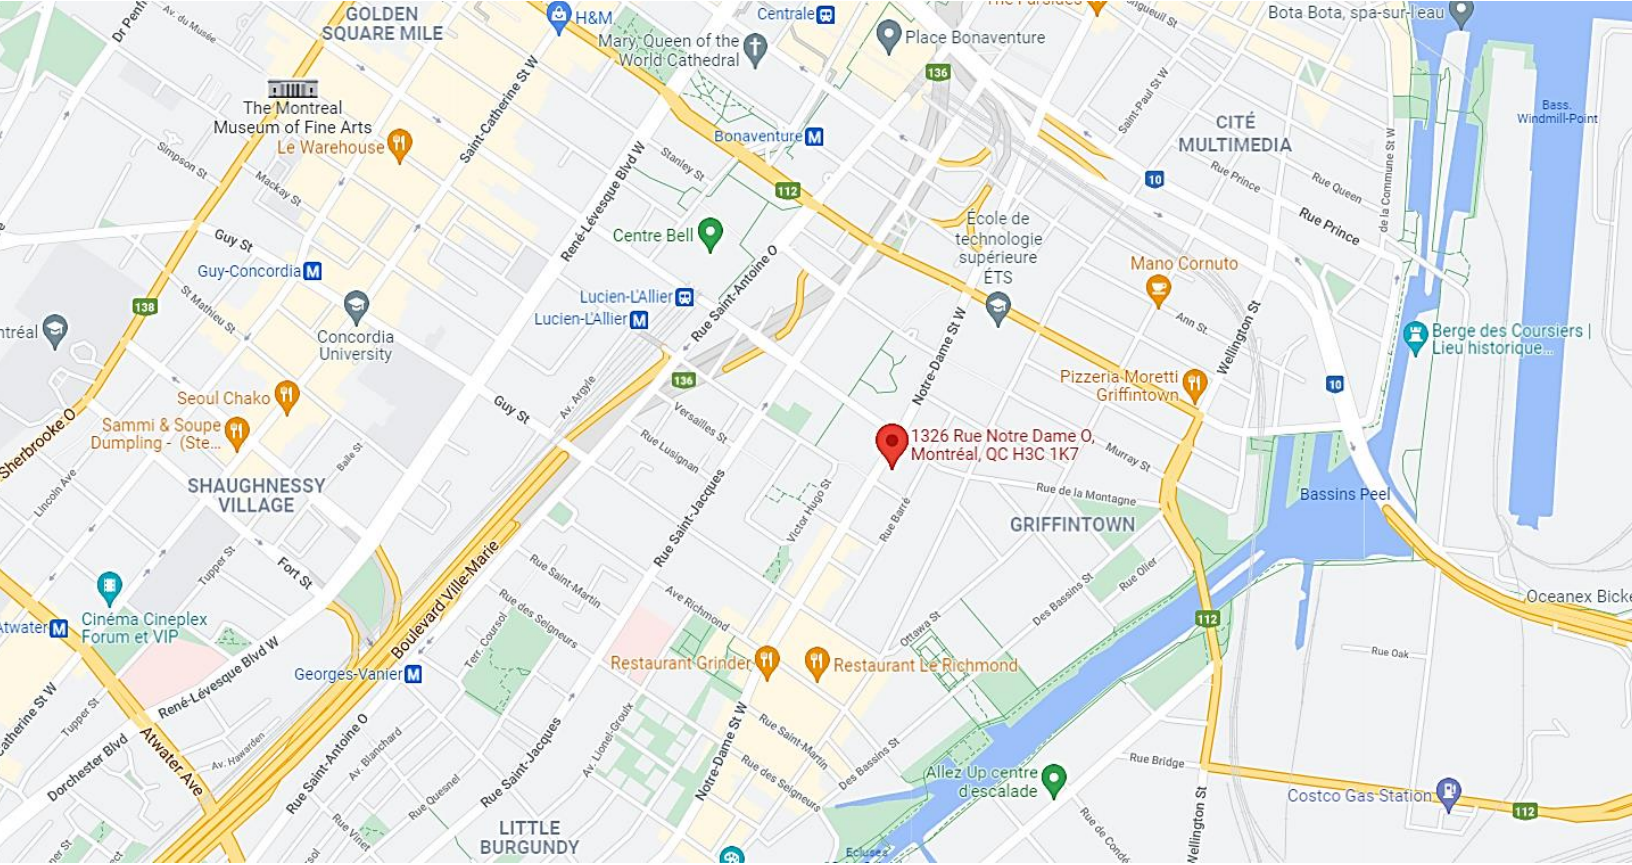 GOLDEN
SQUARE MILE
H&M
Centrale
Bota Bota, spa-sur-l'eau
Av. du Musée
Mary, Queen of the
World Cathedral
Place Bonaventure
136
The Montreal
Museum of Fine Arts
Le Warehouse
Saint-Catherine St W
Bonaventure
Saint-Paul St W
CITÉ
MULTIMEDIA
Bass.
Windmill-Point
Simpson St
Mackay St
Stanley St
René-Lévesque Blvd W
112
10
Rue Prince
Rue Queen
de la Commune St W
Rue Prince
Guy St
Centre Bell
École de
technologie
supérieure
ÉTS
Mano Cornuto
Guy-Concordia
Rue Saint-Antoine O
St Mathieu St
138
Lucien-L'Allier
Lucien-L'Allier
Concordia
University
Ann St
Wellington St
Notre-Dame St W
Berge des Coursiers |
Lieu historique...
136
10
Pizzeria Moretti
Griffintown
Seoul Chako
Sammi & Soupe
Dumpling - (Ste...
Av. Argyle
Guy St
Versailles St
Rue Lusignan
Sherbrooke O
1326 Rue Notre Dame O,
Montréal, QC H3C 1K7
Murray St
Baile St
Lincoln Ave
SHAUGHNESSY
VILLAGE
Rue de la Montagne
Bassins Peel
Victor Hugo St
Rue Barré
Rue Saint-Jacques
GRIFFINTOWN
Tupper St
Fort St
Boulevard Ville-Marie
Rue Saint-Martin
Rue des Seigneurs
Ave Richmond
Des Bassins St
Rue Olier
Cinéma Cineplex
Forum et VIP
Atwater
112
Oceanex Bicke
Ottawa St
Terr. Coursol
Restaurant Grinder
Restaurant Le Richmond
Rue Oak
Georges-Vanier
René-Lévesque Blvd W
Tupper St
Atwater Ave
Dorchester Blvd
Av. Hawarden
Rue Saint-Antoine O
Av. Blanchard
Rue Quesnel
Rue Saint-Jacques
Av. Lionel-Groulx
Notre-Dame St W
Rue Saint-Martin
Rue des Seigneurs
Des Bassins St
Allez Up centre
d'escalade
Rue Bridge
Costco Gas Station
112
Rue Vinet
LITTLE
BURGUNDY
Rue de Condé
Wellington St
Écluses